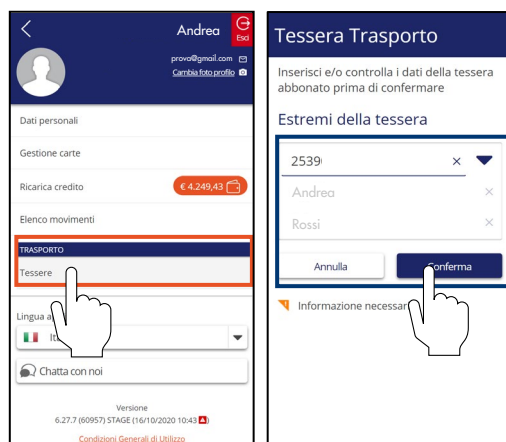 Andrea
Esci
prova@gmail.com
Cambia foto profilo
Dati personali
Gestione carte
Ricarica credito
€ 4.249,43
Elenco movimenti
TRASPORTO
Tessere
Lingua
Chatta con noi
Versione
6.27.7 (60957) STAGE (16/10/2020 10:43)
Condizioni Generali di Utilizzo
Tessera Trasporto
Inserisci e/o controlla i dati della tessera
abbonato prima di confermare
Estremi della tessera
2539
Andrea
Rossi
Annulla
Conferma
Informazione